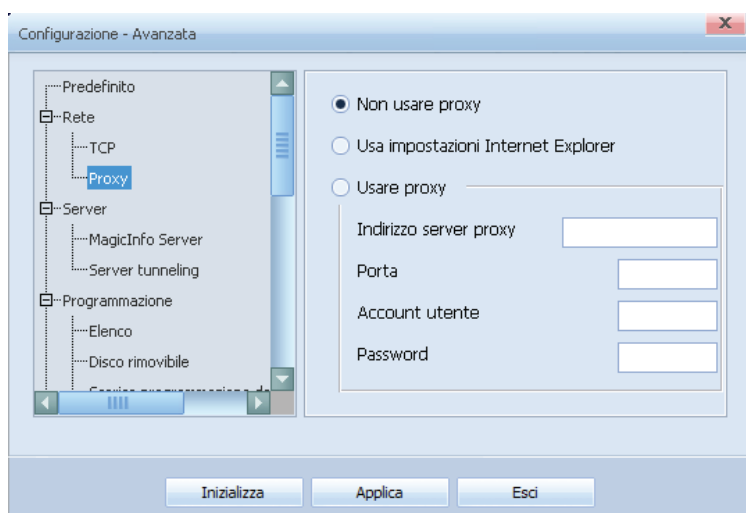 Configurazione - Avanzata
Predefinito
Rete
TCP
Proxy
Server
MagicInfo Server
Server tunneling
Programmazione
Elenco
Disco rimovibile
Non usare proxy
Usa impostazioni Internet Explorer
Usare proxy
Indirizzo server proxy
Porta
Account utente
Password
Inizializza
Applica
Esci